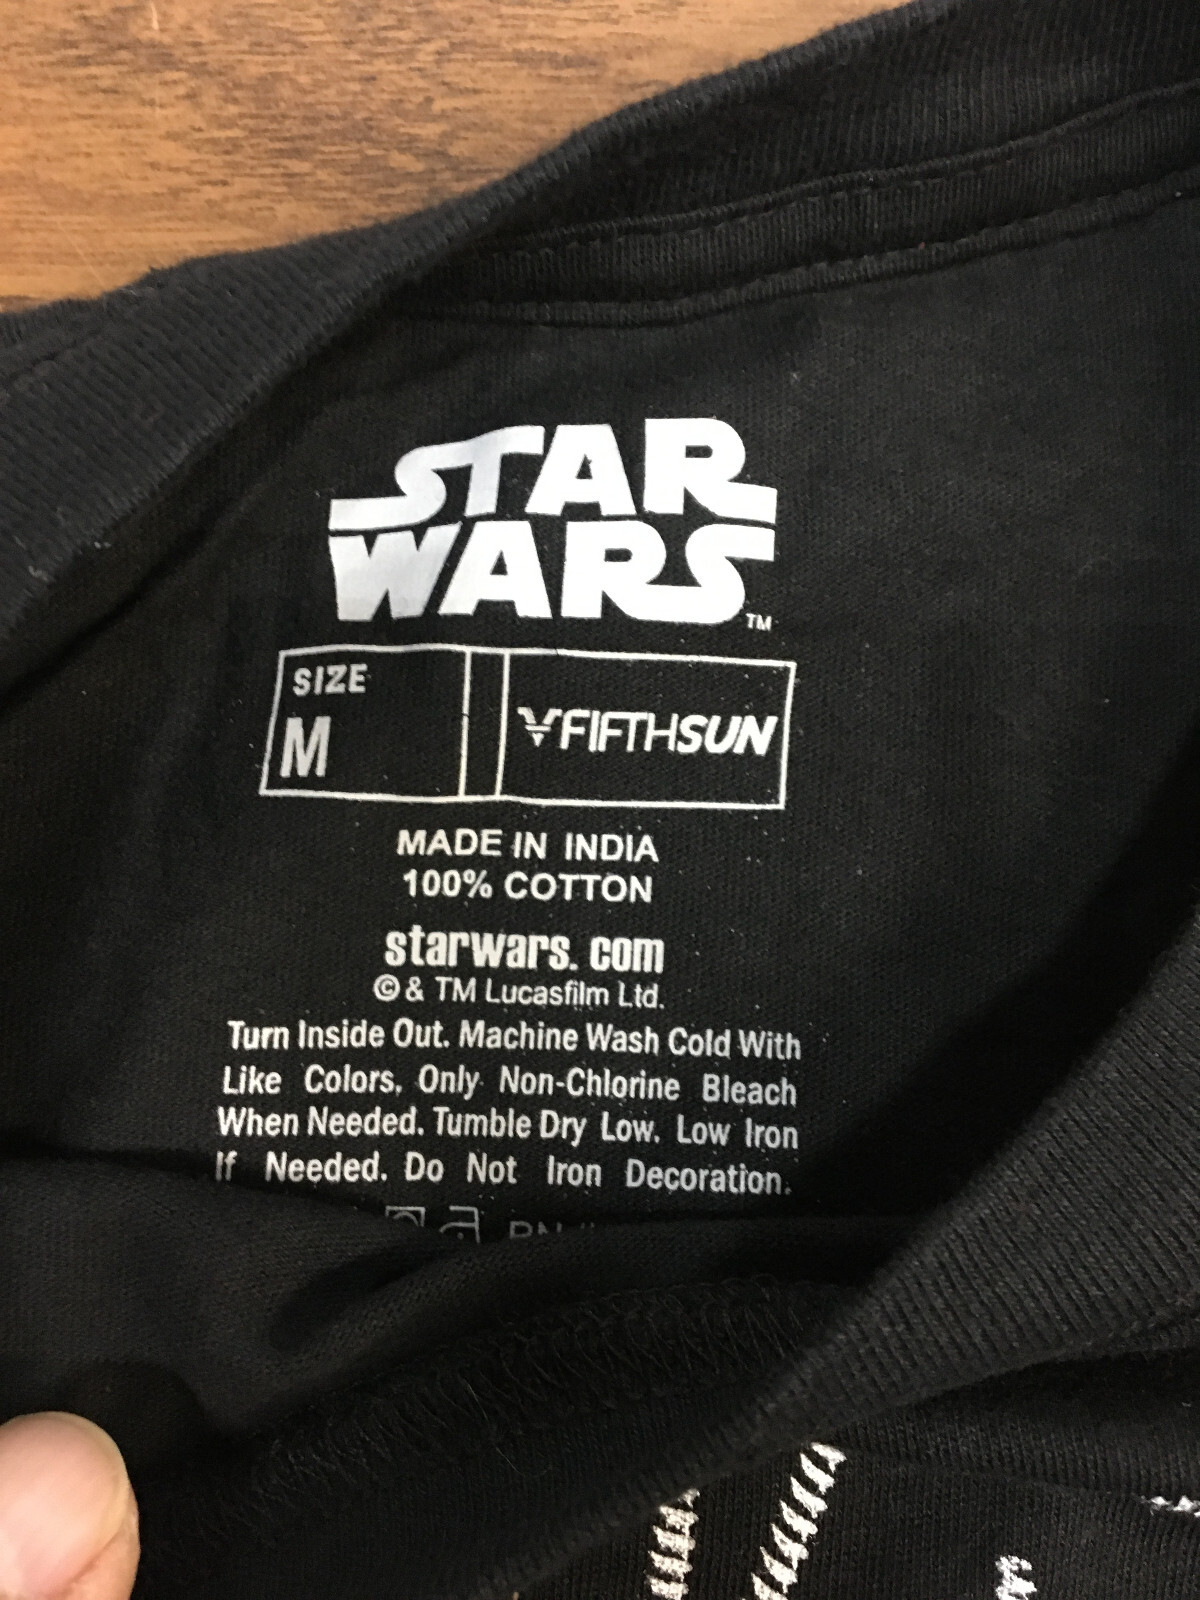 STAR
WARS™
SIZE
M
FIFTHSUN
MADE IN INDIA
100% COTTON
starwars. com
© & TM Lucasfilm Ltd.
Turn Inside Out. Machine Wash Cold With
Like Colors, Only Non-Chlorine Bleach
When Needed. Tumble Dry Low. Low Iron
If Needed. Do Not Iron Decoration.